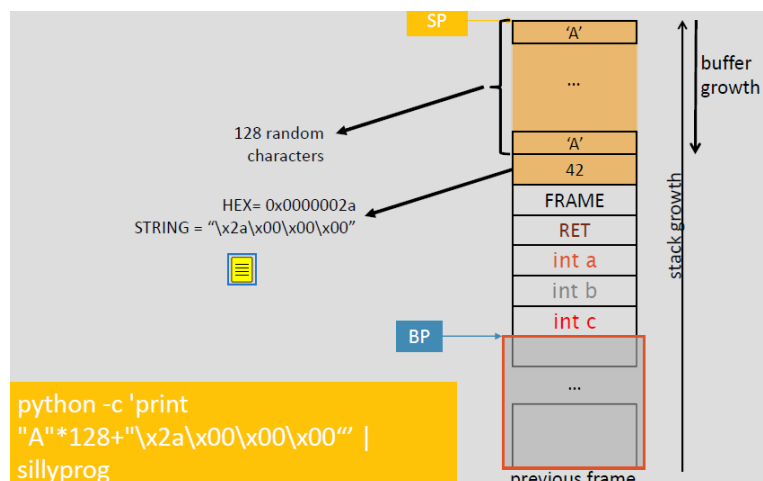 SP
'A'
buffer
growth
...
128 random
characters
'A'
42
HEX= 0x0000002a
STRING = “\x2a\x00\x00\x00”
FRAME
RET
stack growth
int a
int b
int c
BP
...
python -c 'print
"A"*128+"\x2a\x00\x00\x00“’ |
sillyprog
previous frame